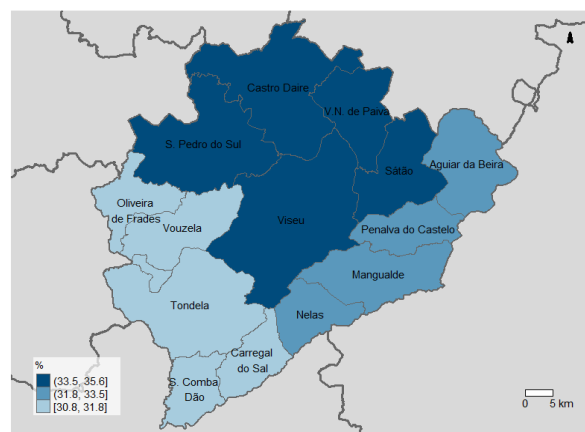 Castro Daire
V.N. de Paiva
S. Pedro do Sul
Sátão
Aguiar da Beira
Oliveira
de Frades
Vouzela
Viseu
Penalva do Castelo
Mangualde
Tondela
Nelas
Carregal
do Sal
S. Comba
Dão
%
(33.5, 35.6]
(31.8, 33.5]
[30.8, 31.8]
5 km
0